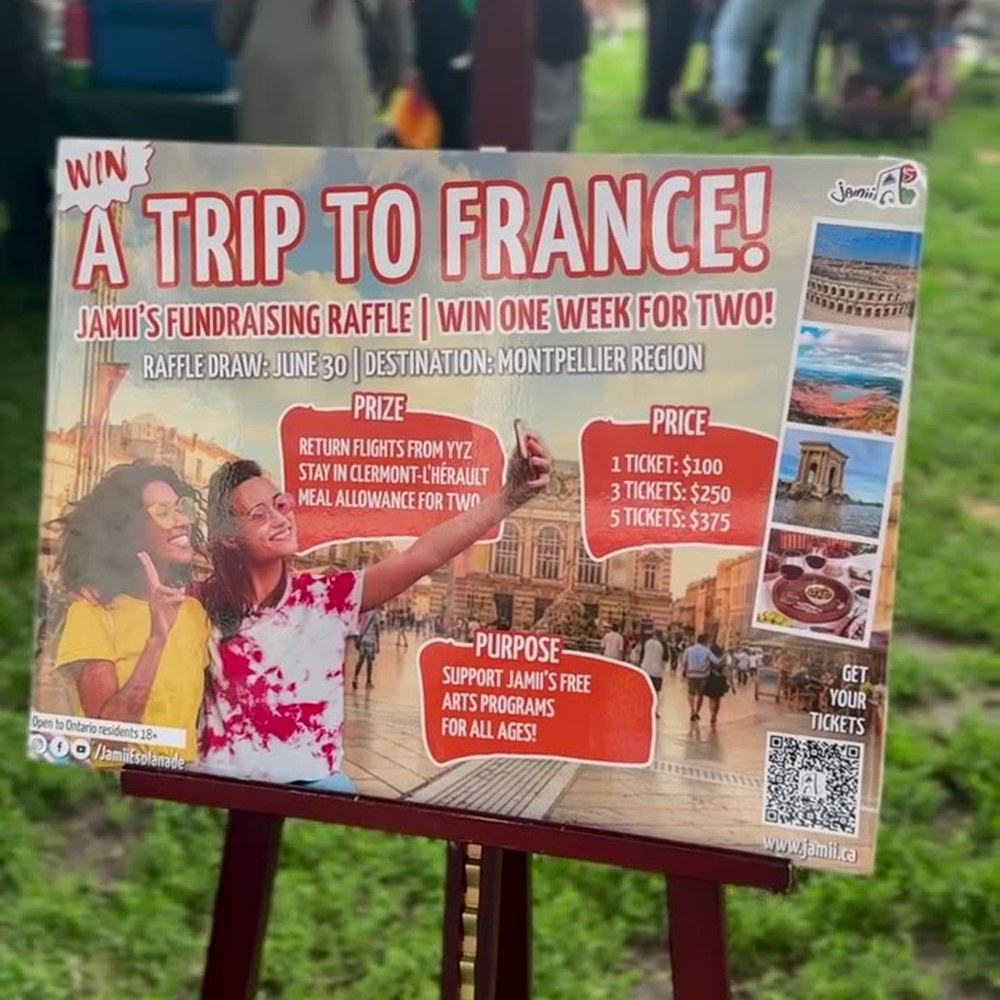 WIN
A TRIP TO FRANCE!
jamii
JAMII'S FUNDRAISING RAFFLE | WIN ONE WEEK FOR TWO!
RAFFLE DRAW: JUNE 30 | DESTINATION: MONTPELLIER REGION
PRIZE
RETURN FLIGHTS FROM YYZ
STAY IN CLERMONT-L'HÉRAULT
MEAL ALLOWANCE FOR TWO
PRICE
1 TICKET: $100
3 TICKETS: $250
5 TICKETS: $375
PURPOSE
SUPPORT JAMII'S FREE
ARTS PROGRAMS
FOR ALL AGES!
GET
YOUR
TICKETS
www.jamii.ca
Open to Ontario residents 18+
/JamiiEsplanade